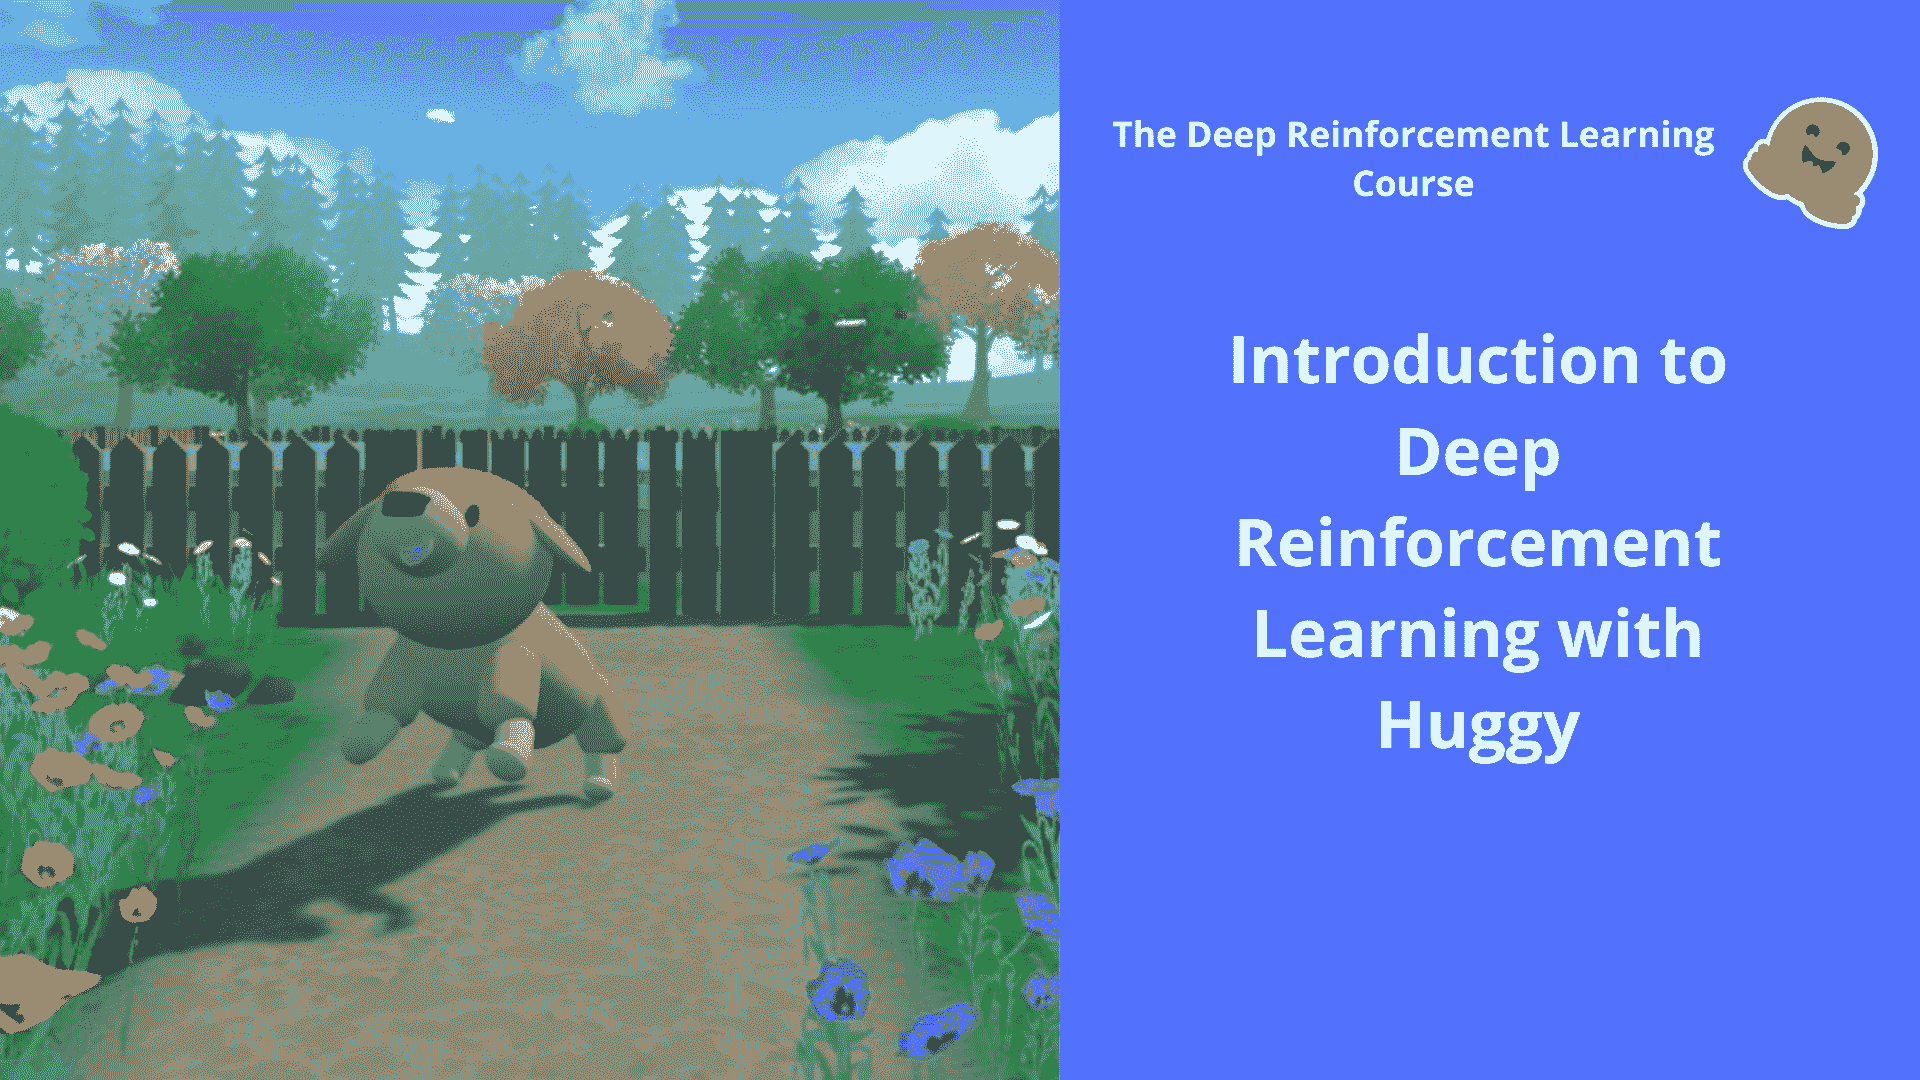 The Deep Reinforcement Learning
Course
Introduction to
Deep
Reinforcement
Learning with
Huggy